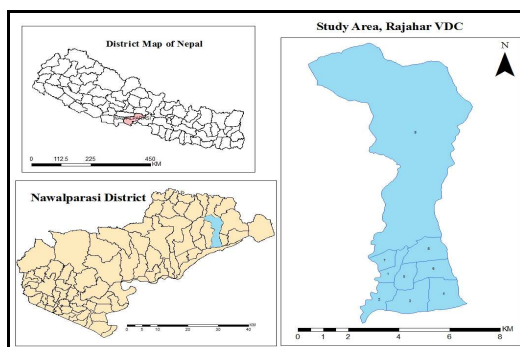 District Map of Nepal
0 112.5 225 450
KM
Nawalparasi District
KM
0 5 10 20 30 40
Study Area, Rajahar VDC
N
KM
0 1 2 4 6 8